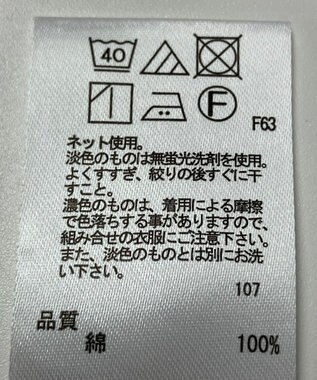 40
F
F63
ネット使用。
淡色のものは無蛍光洗剤を使用。
よくすすぎ、絞りの後すぐに干
すこと。
濃色のものは、着用による摩擦
で色落ちする事がありますので、
組み合せの衣服にご注意下さい。
また、淡色のものとは別にお洗
い下さい。
107
品質
綿 100%